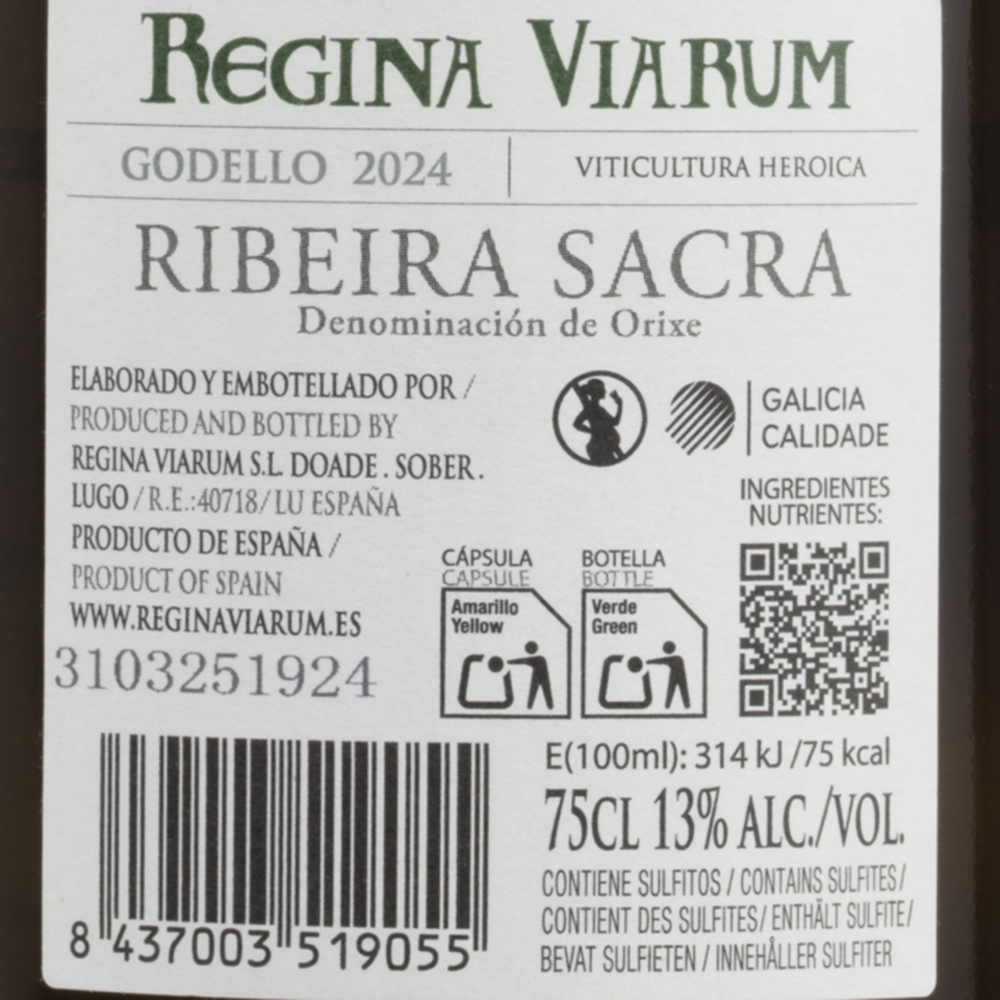 REGINA VIARUM
GODELLO 2024
VITICULTURA HEROICA
RIBEIRA SACRA
Denominación de Orixe
ELABORADO Y EMBOTELLADO POR /
PRODUCED AND BOTTLED BY
REGINA VIARUM S.L. DOADE . SOBER .
LUGO / R.E.:40718/ LU ESPAÑA
PRODUCTO DE ESPAÑA /
PRODUCT OF SPAIN
WWW.REGINAVIARUM.ES
3103251924
GALICIA
CALIDADE
INGREDIENTES
NUTRIENTES:
CÁPSULA
CAPSULE
Amarillo
Yellow
BOTELLA
BOTTLE
Verde
Green
8 437003 519055
E(100ml): 314 kJ /75 kcal
75CL 13% ALC./VOL.
CONTIENE SULFITOS / CONTAINS SULFITES/
CONTIENT DES SULFITES/ ENTHÄLT SULFITE/
BEVAT SULFIETEN / INNEHÅLLER SULFITER